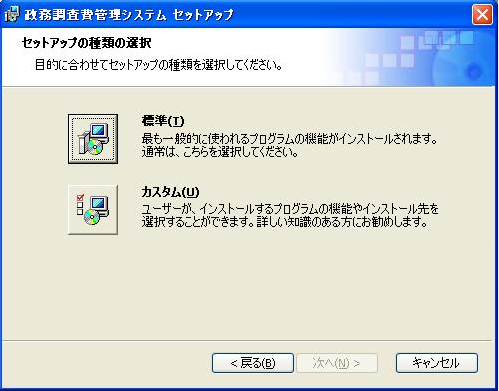 政務調査費管理システム セットアップ
セットアップの種類の選択
目的に合わせてセットアップの種類を選択してください。
標準(T)
最も一般的に使われるプログラムの機能がインストールされます。
通常は、こちらを選択してください。
カスタム(U)
ユーザーが、インストールするプログラムの機能やインストール先を
選択することができます。詳しい知識のある方にお勧めします。
< 戻る(B) 次へ(N) > キャンセル